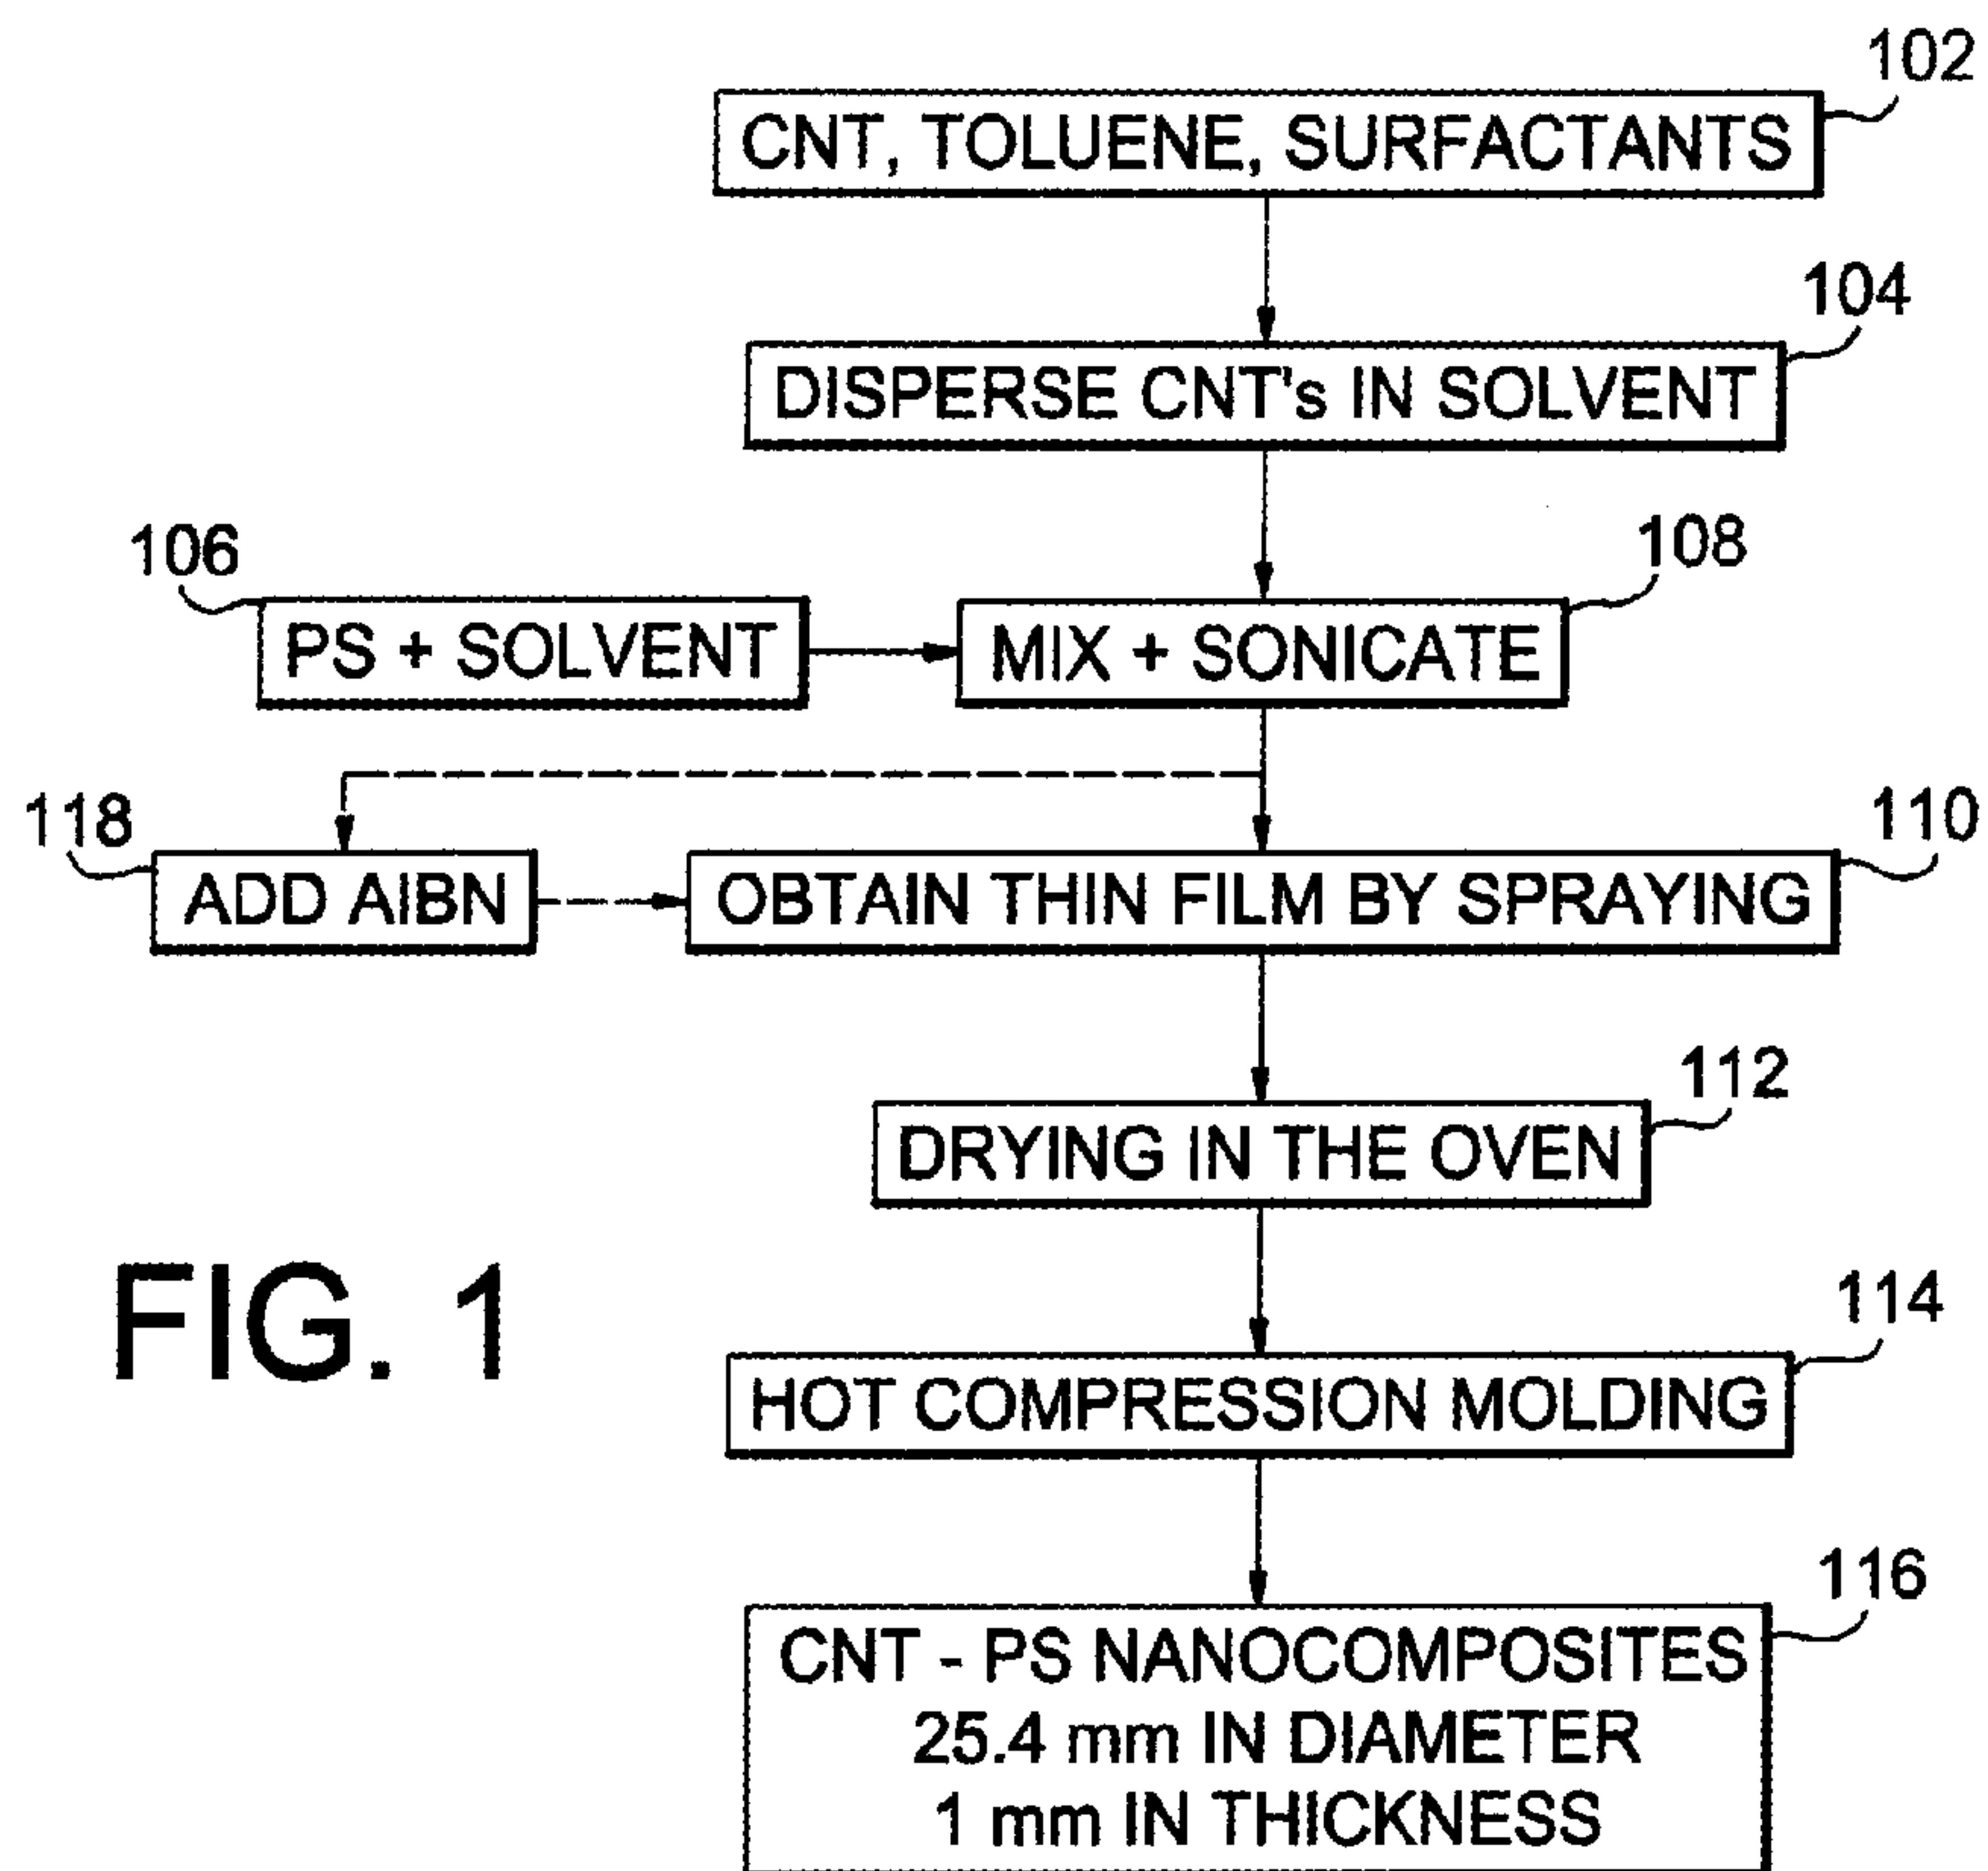 102
CNT, TOLUENE, SURFACTANTS
104
DISPERSE CNT's IN SOLVENT
106
108
PS + SOLVENT
MIX + SONICATE
118
110
ADD AIBN
OBTAIN THIN FILM BY SPRAYING
112
DRYING IN THE OVEN
FIG. 1
114
HOT COMPRESSION MOLDING
116
CNT - PS NANOCOMPOSITES
25.4 mm IN DIAMETER
1 mm IN THICKNESS